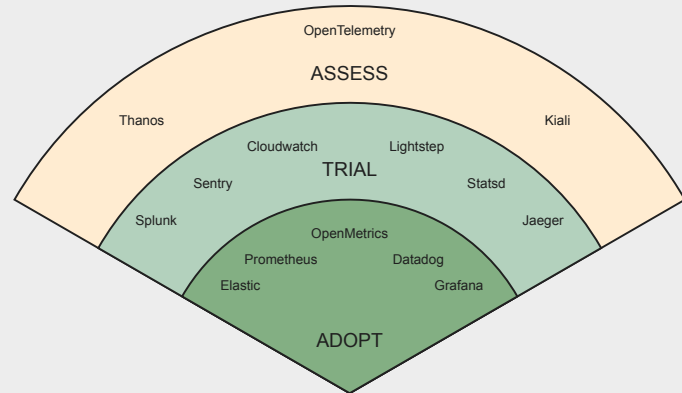 OpenTelemetry
ASSESS
Thanos
Kiali
Cloudwatch
Lightstep
TRIAL
Sentry
Statsd
Splunk
Jaeger
OpenMetrics
Prometheus
Datadog
Elastic
Grafana
ADOPT